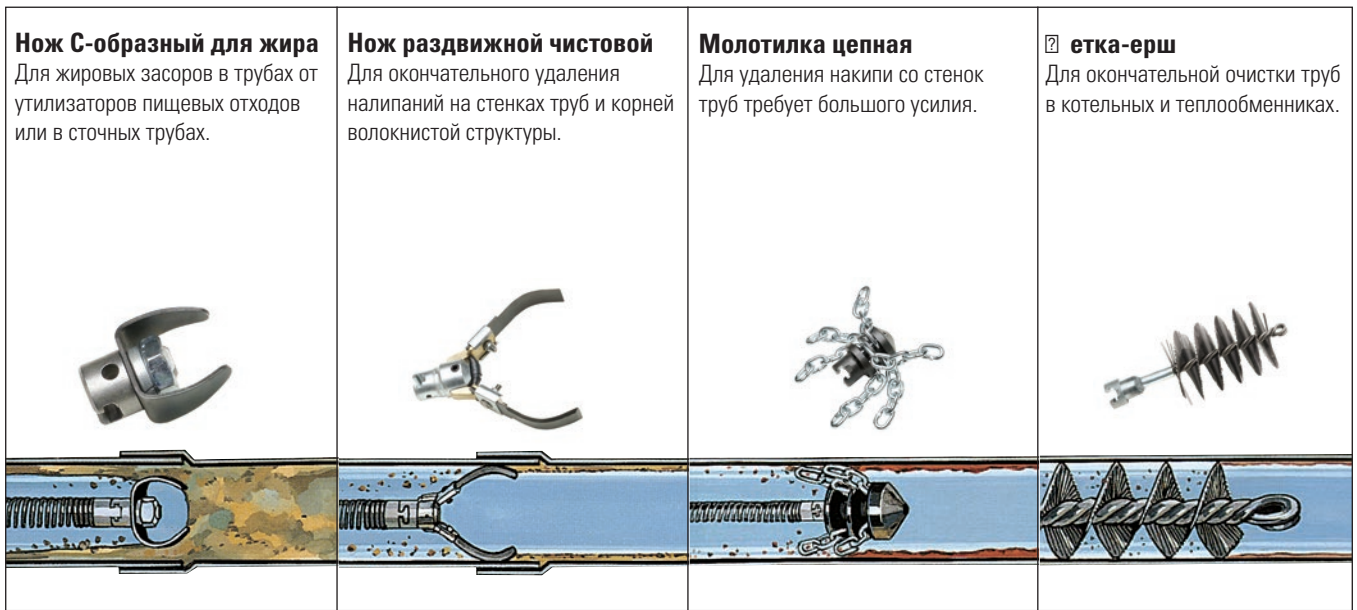 Нож С-образный для жира
Для жировых засоров в трубах от
утилизаторов пищевых отходов
или в сточных трубах.
Нож раздвижной чистовой
Для окончательного удаления
налипаний на стенках труб и корней
волокнистой структуры.
Молотилка цепная
Для удаления накипи со стенок
труб требует большого усилия.
етка-ерш
Для окончательной очистки труб
в котельных и теплообменниках.